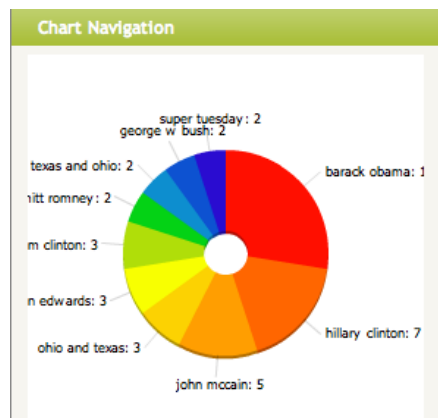 Chart Navigation
super tuesday: 2
george w bush: 2
texas and ohio: 2
barack obama: 1
itt romney: 2
m clinton: 3
n edwards: 3
ohio and texas: 3
hillary clinton: 7
john mccain: 5